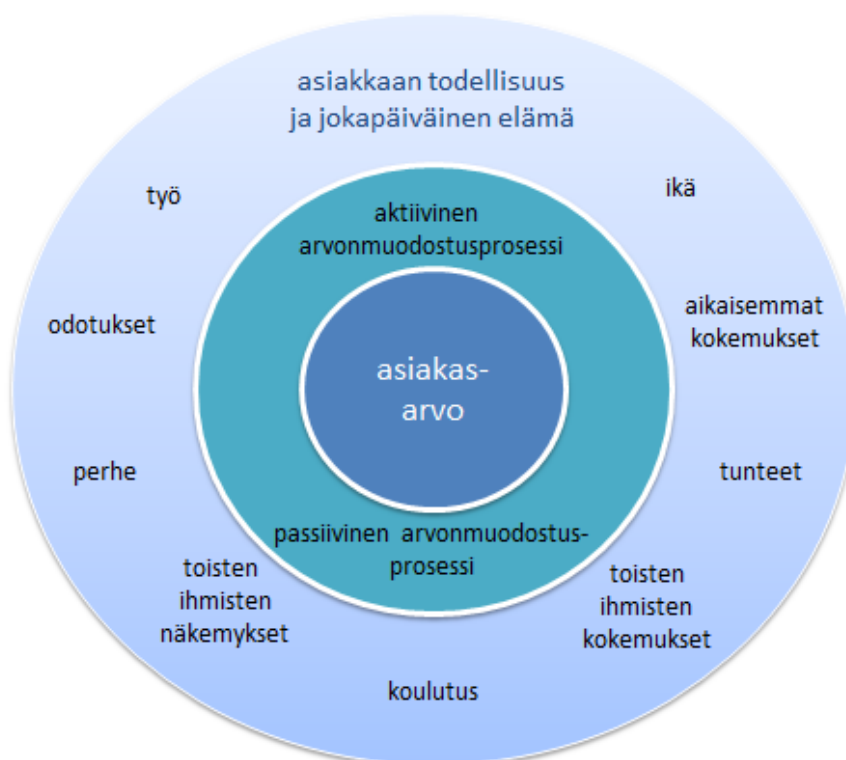 asiakkaan todellisuus
ja jokapäiväinen elämä
työ
ikä
aktiivinen
arvonmuodostusprosessi
odotukset
aikaisemmat
kokemukset
asiakas-
arvo
perhe
tunteet
passiivinen arvonmuodostus-
prosessi
toisten
ihmisten
näkemykset
toisten
ihmisten
kokemukset
koulutus